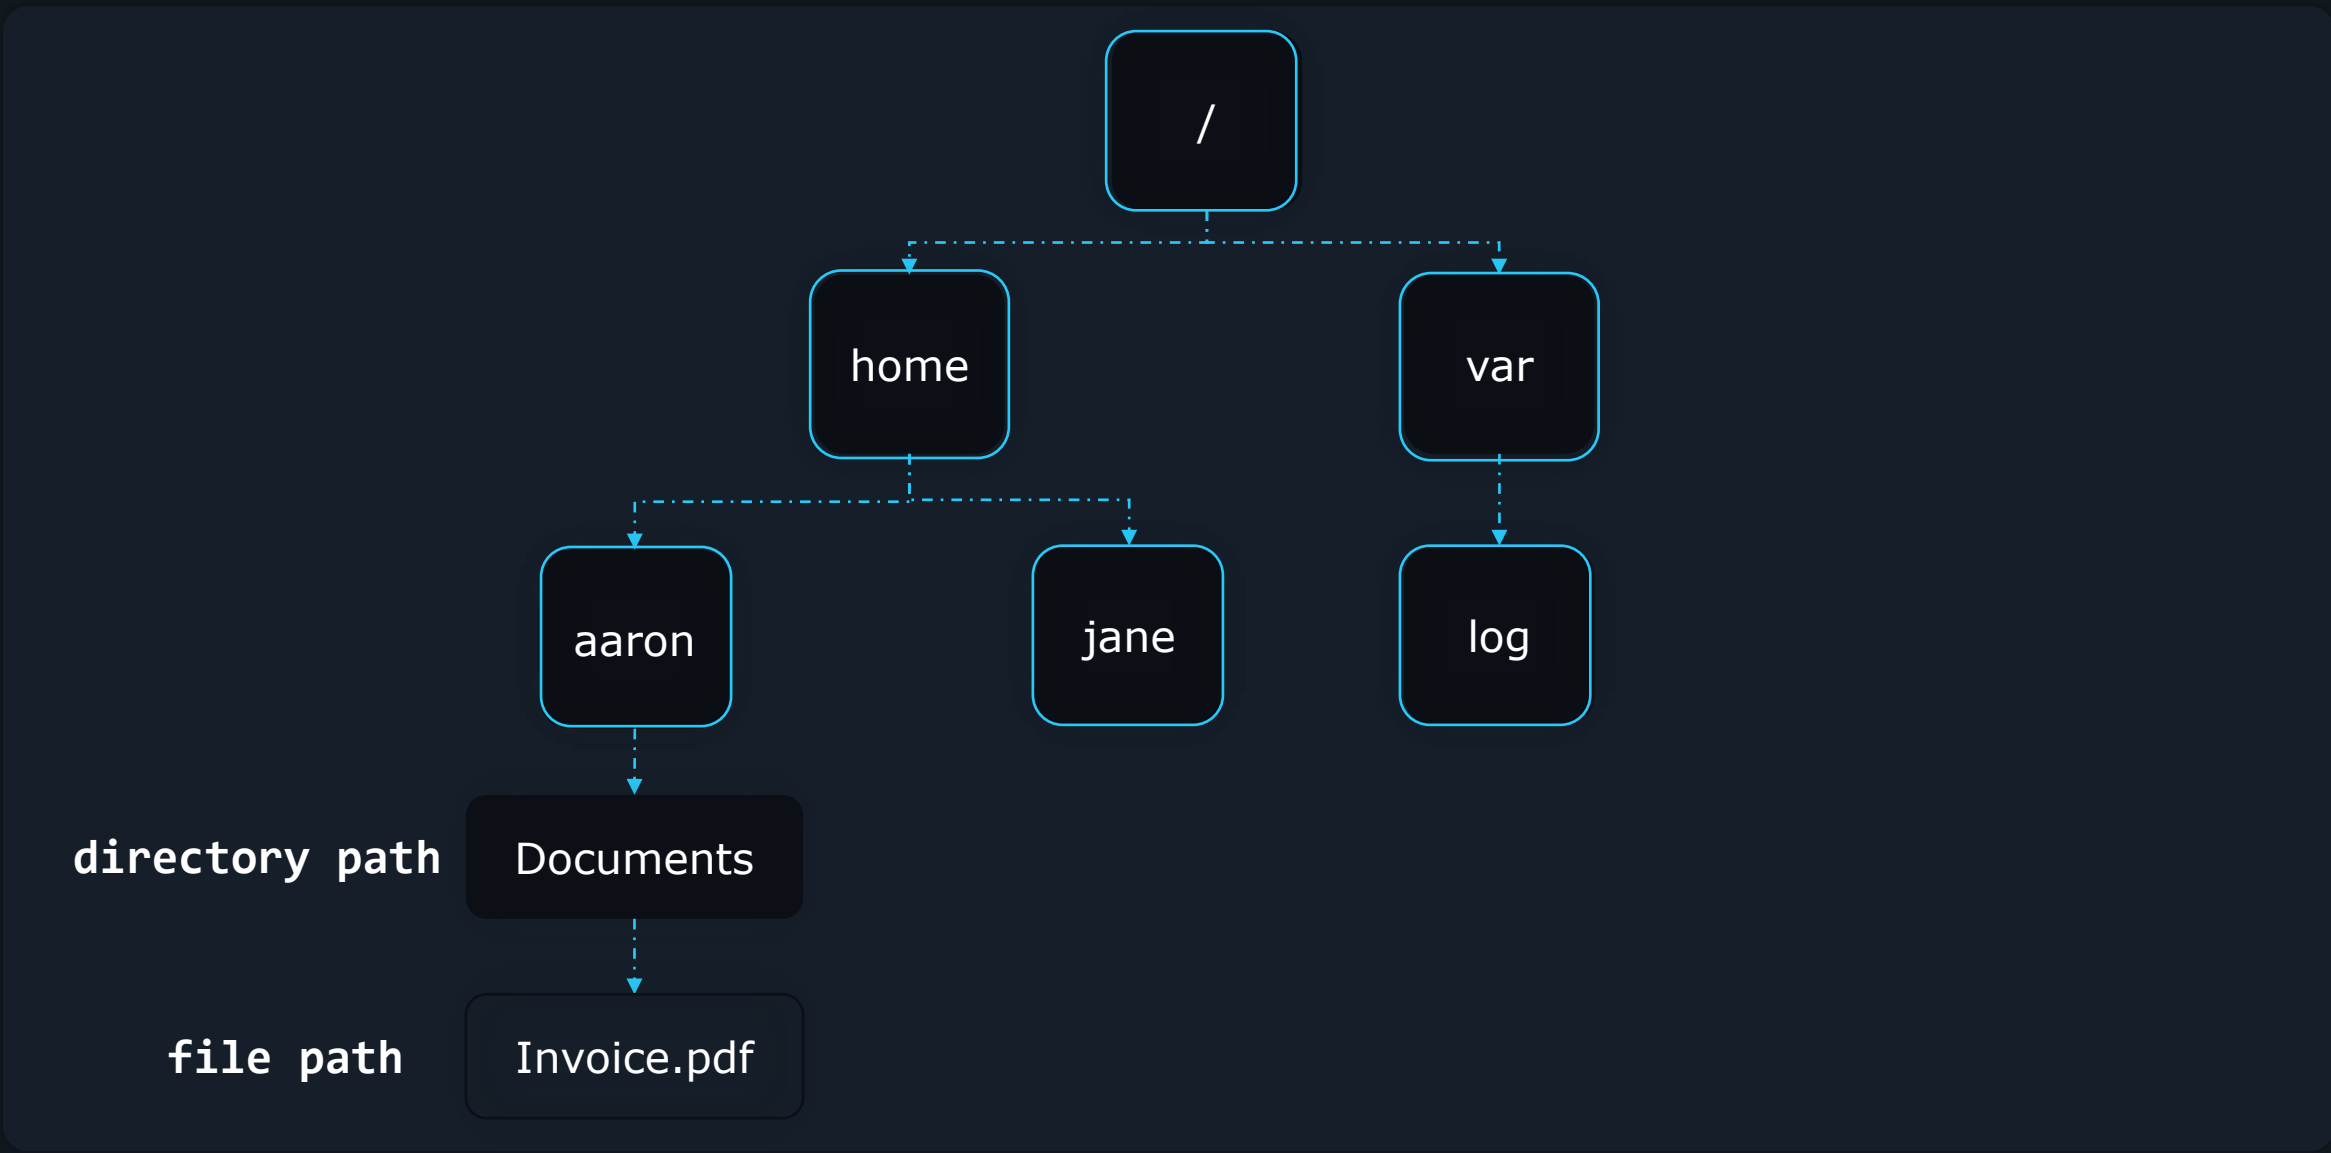 /
home
var
aaron
jane
log
directory path
Documents
file path
Invoice.pdf